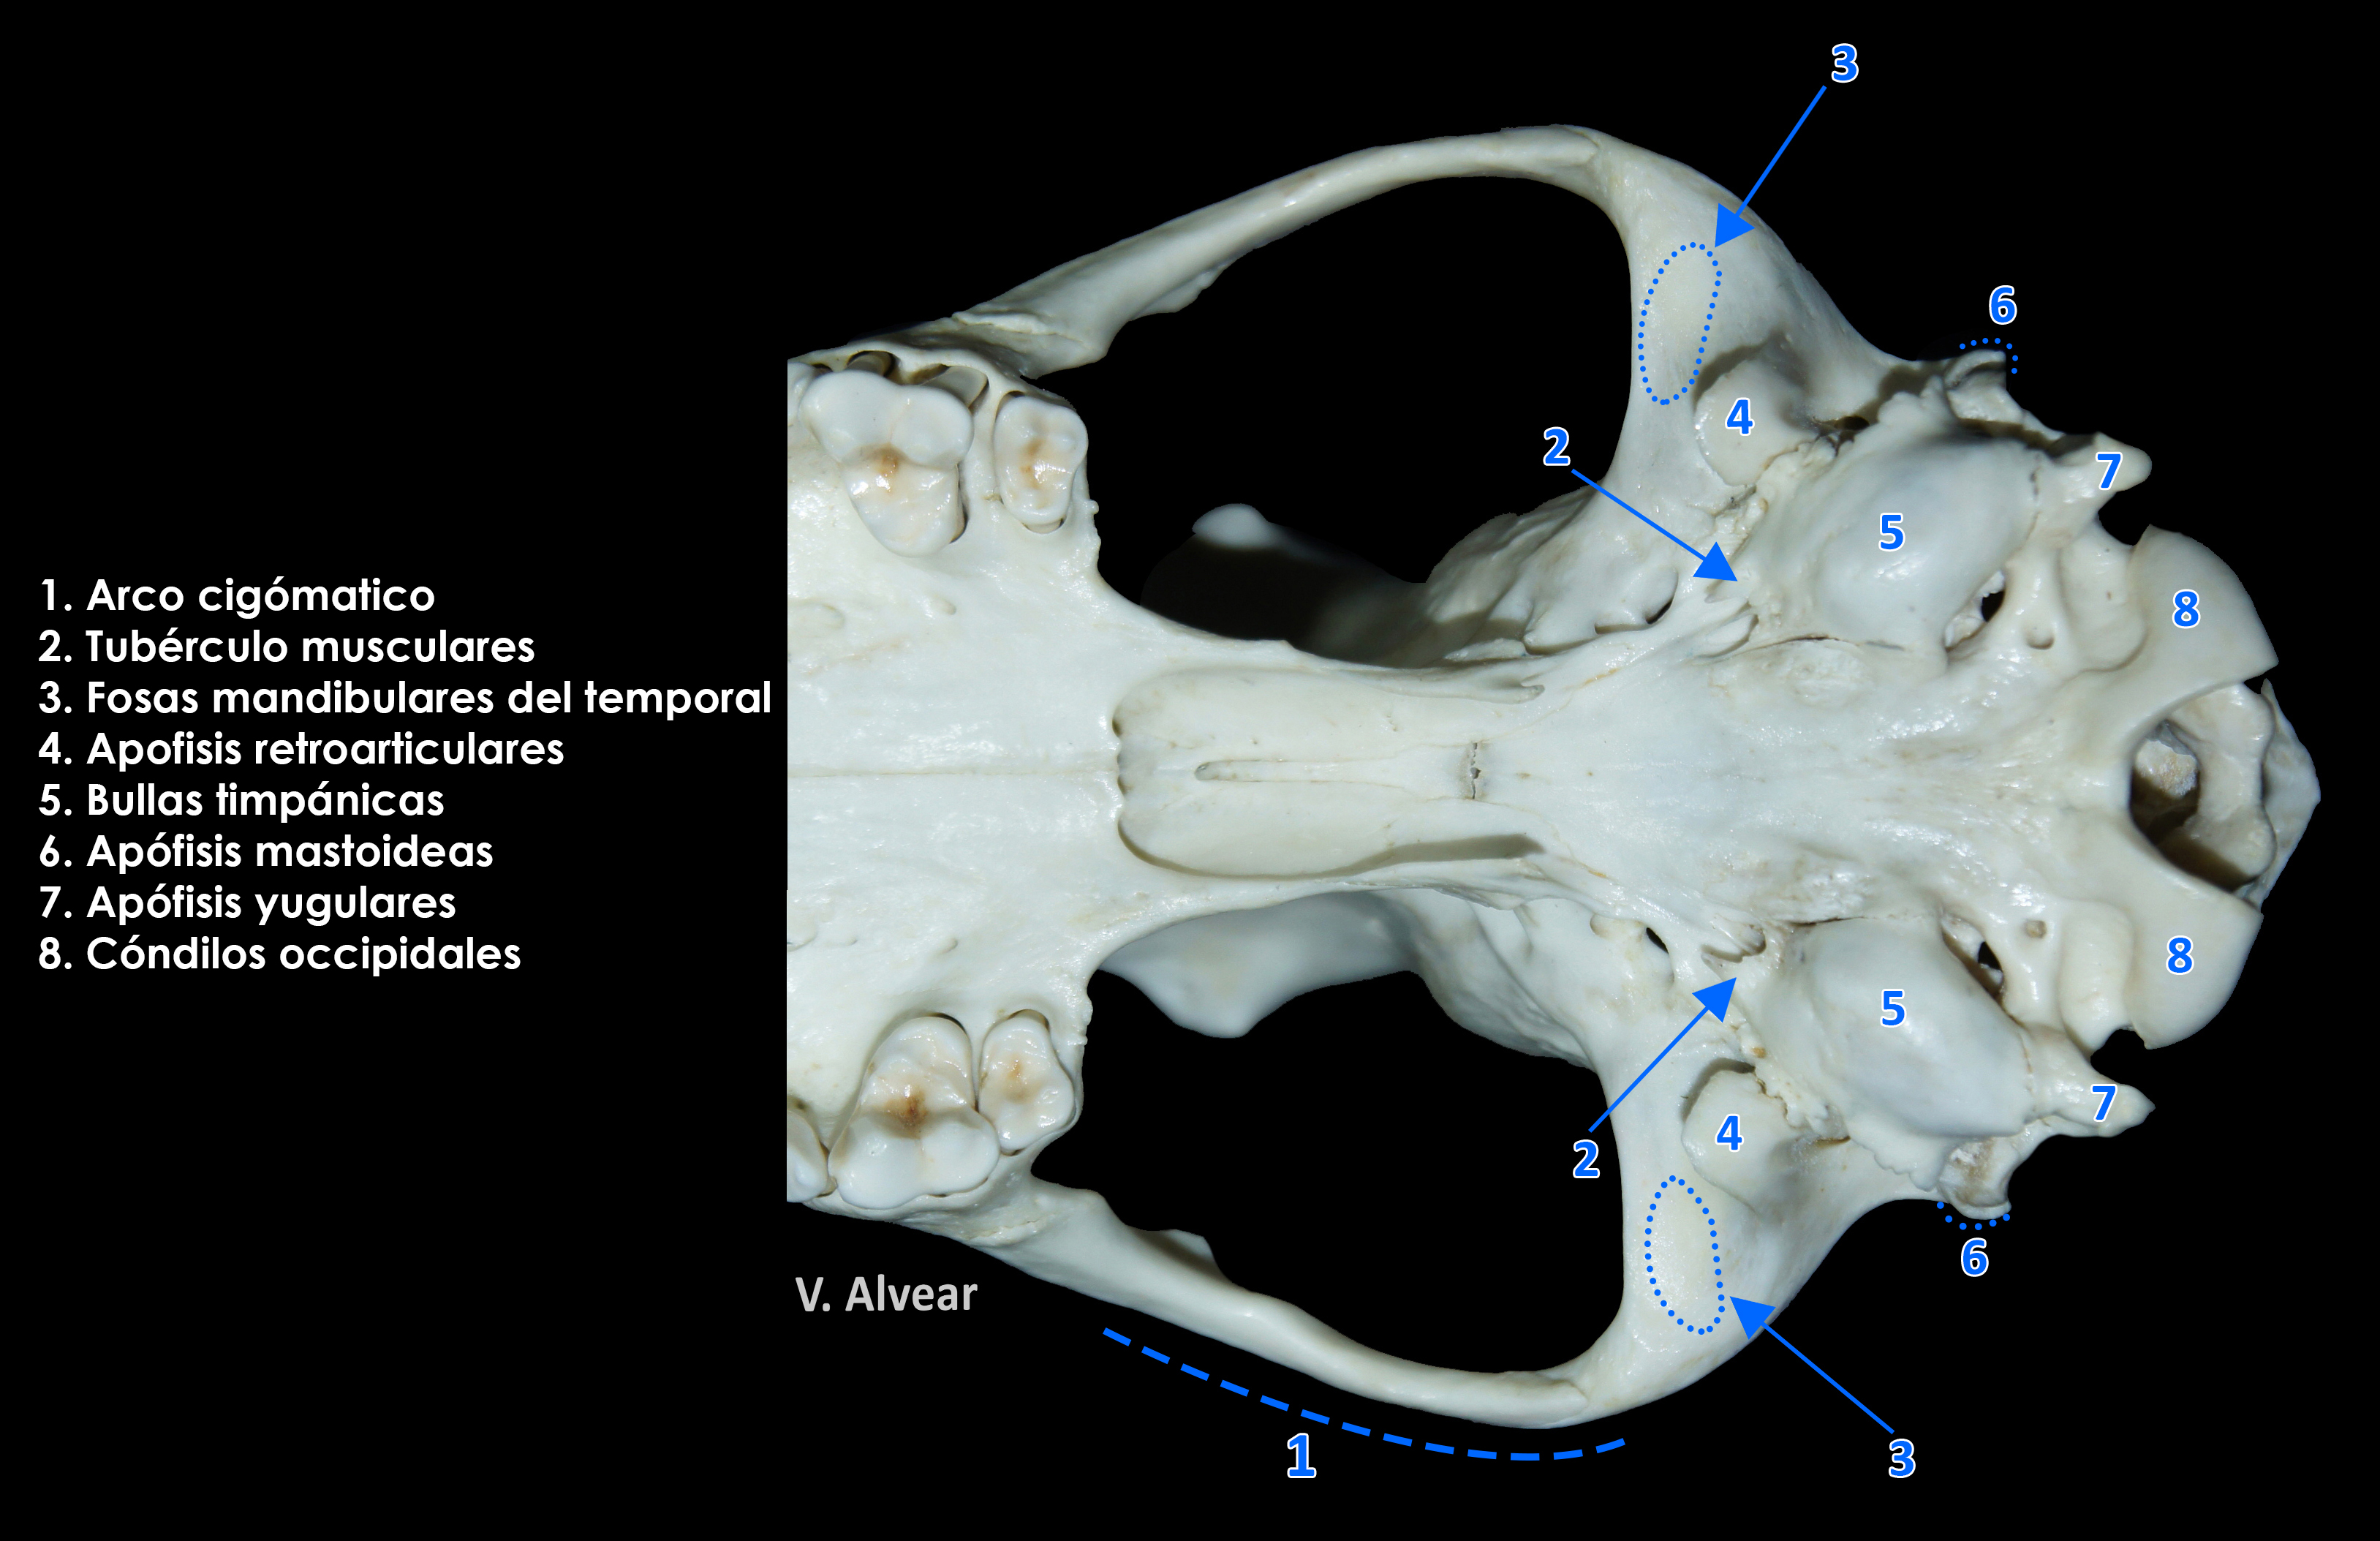 3
6
2
4
7
5
8
1. Arco cigómatico
2. Tubérculo musculares
3. Fosas mandibulares del temporal
4. Apofisis retroarticulares
5. Bullas timpánicas
6. Apófisis mastoideas
7. Apófisis yugulares
8. Cóndilos occipidales
8
5
7
4
2
6
V. Alvear
1
3